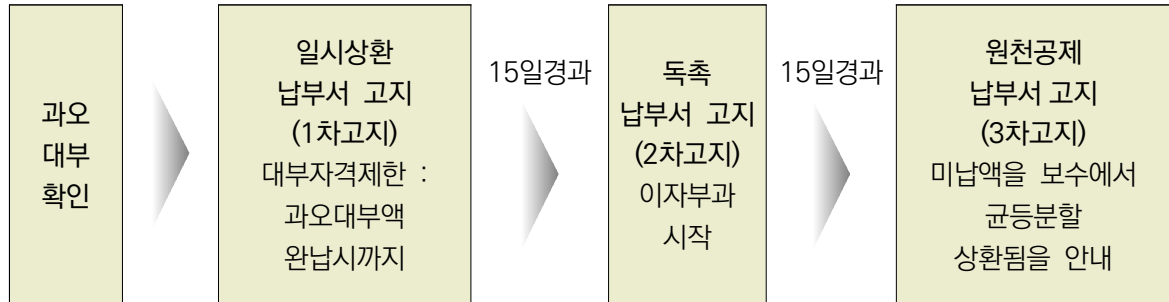 과오
대부
확인
일시상환
납부서 고지
(1차고지)
대부자격제한 :
과오대부액
완납시까지
15일경과
독촉
납부서 고지
(2차고지)
이자부과
시작
15일경과
원천공제
납부서 고지
(3차고지)
미납액을 보수에서
균등분할
상환됨을 안내